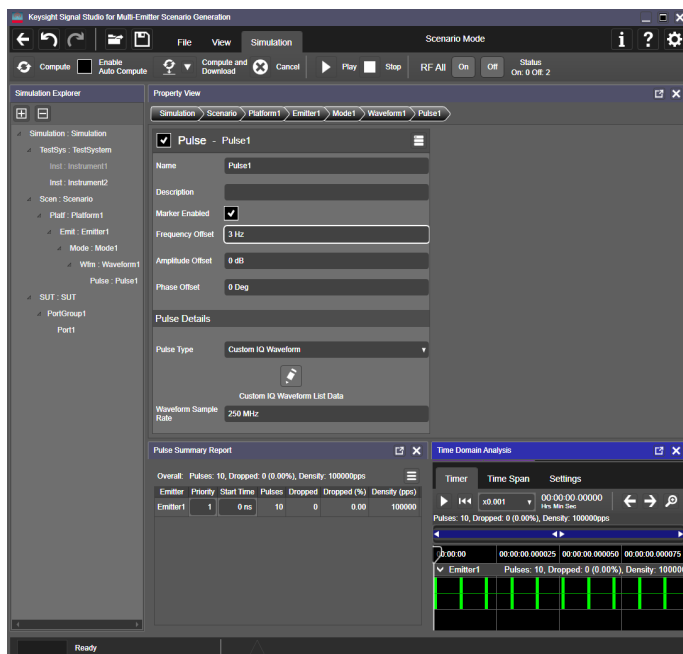 Keysight Signal Studio for Multi-Emitter Scenario Generation
File View Simulation Scenario Mode
Compute Enable Auto Compute Compute and Download Cancel Play Stop RF All On Off Status On: 0 Off: 2
Simulation Explorer
Simulation : Simulation
TestSys : TestSystem
Inst : Instrument1
Inst : Instrument2
Scen : Scenario
Platf : Platform1
Emit : Emitter1
Mode : Mode1
Wfm : Waveform1
Pulse : Pulse1
SUT : SUT
PortGroup1
Port1
Property View
Simulation Scenario Platform1 Emitter1 Mode1 Waveform1 Pulse1
Pulse - Pulse1
Name Pulse1
Description
Marker Enabled
Frequency Offset 3 Hz
Amplitude Offset 0 dB
Phase Offset 0 Deg
Pulse Details
Pulse Type Custom IQ Waveform
Custom IQ Waveform List Data
Waveform Sample Rate 250 MHz
Pulse Summary Report
Overall: Pulses: 10, Dropped: 0 (0.00%), Density: 100000pps
Emitter Priority Start Time Pulses Dropped Dropped (%) Density (pps)
Emitter1 1 0 ns 10 0 0.00 100000
Time Domain Analysis
Timer Time Span Settings
x0.001 00:00:00.00000
Hrs Min Sec
Pulses: 10, Dropped: 0 (0.00%), Density: 100000pps
00:00:00.000025 00:00:00.000050 00:00:00.000075
Emitter1 Pulses: 10, Dropped: 0 (0.00%), Density: 10000
Ready